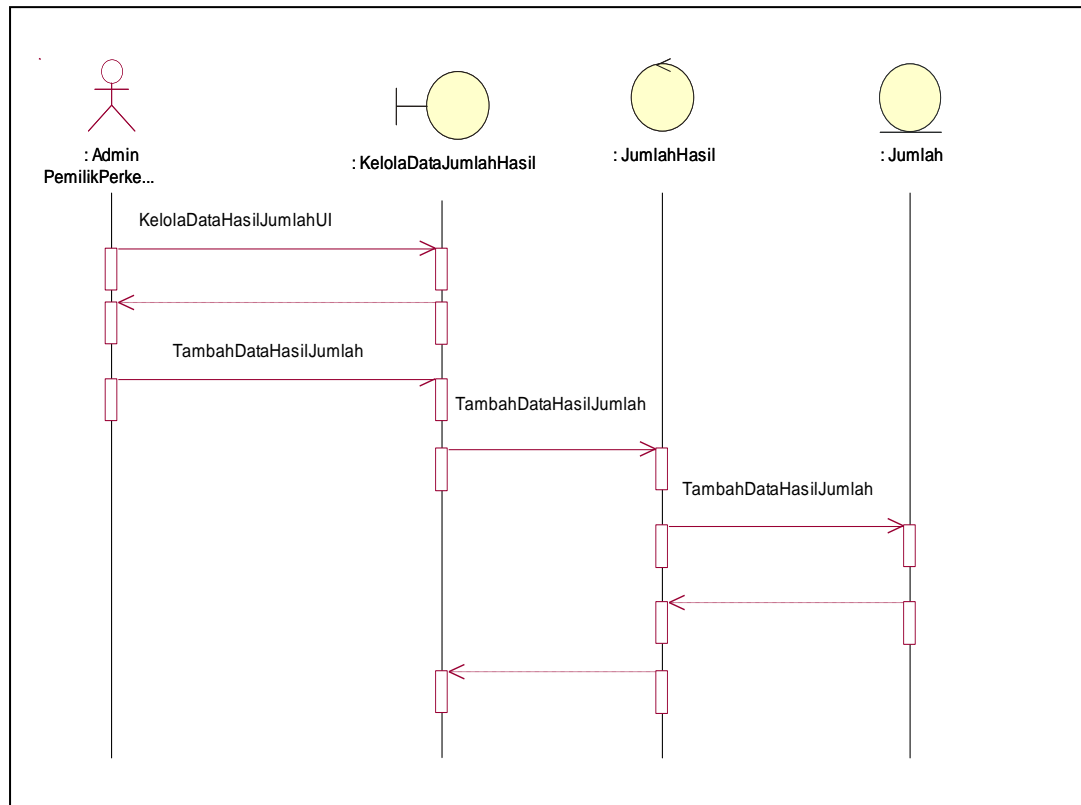 : Admin
PemilikPerke...
: KelolaDataJumlahHasil
: JumlahHasil
: Jumlah
KelolaDataHasilJumlahUI
TambahDataHasilJumlah
TambahDataHasilJumlah
TambahDataHasilJumlah